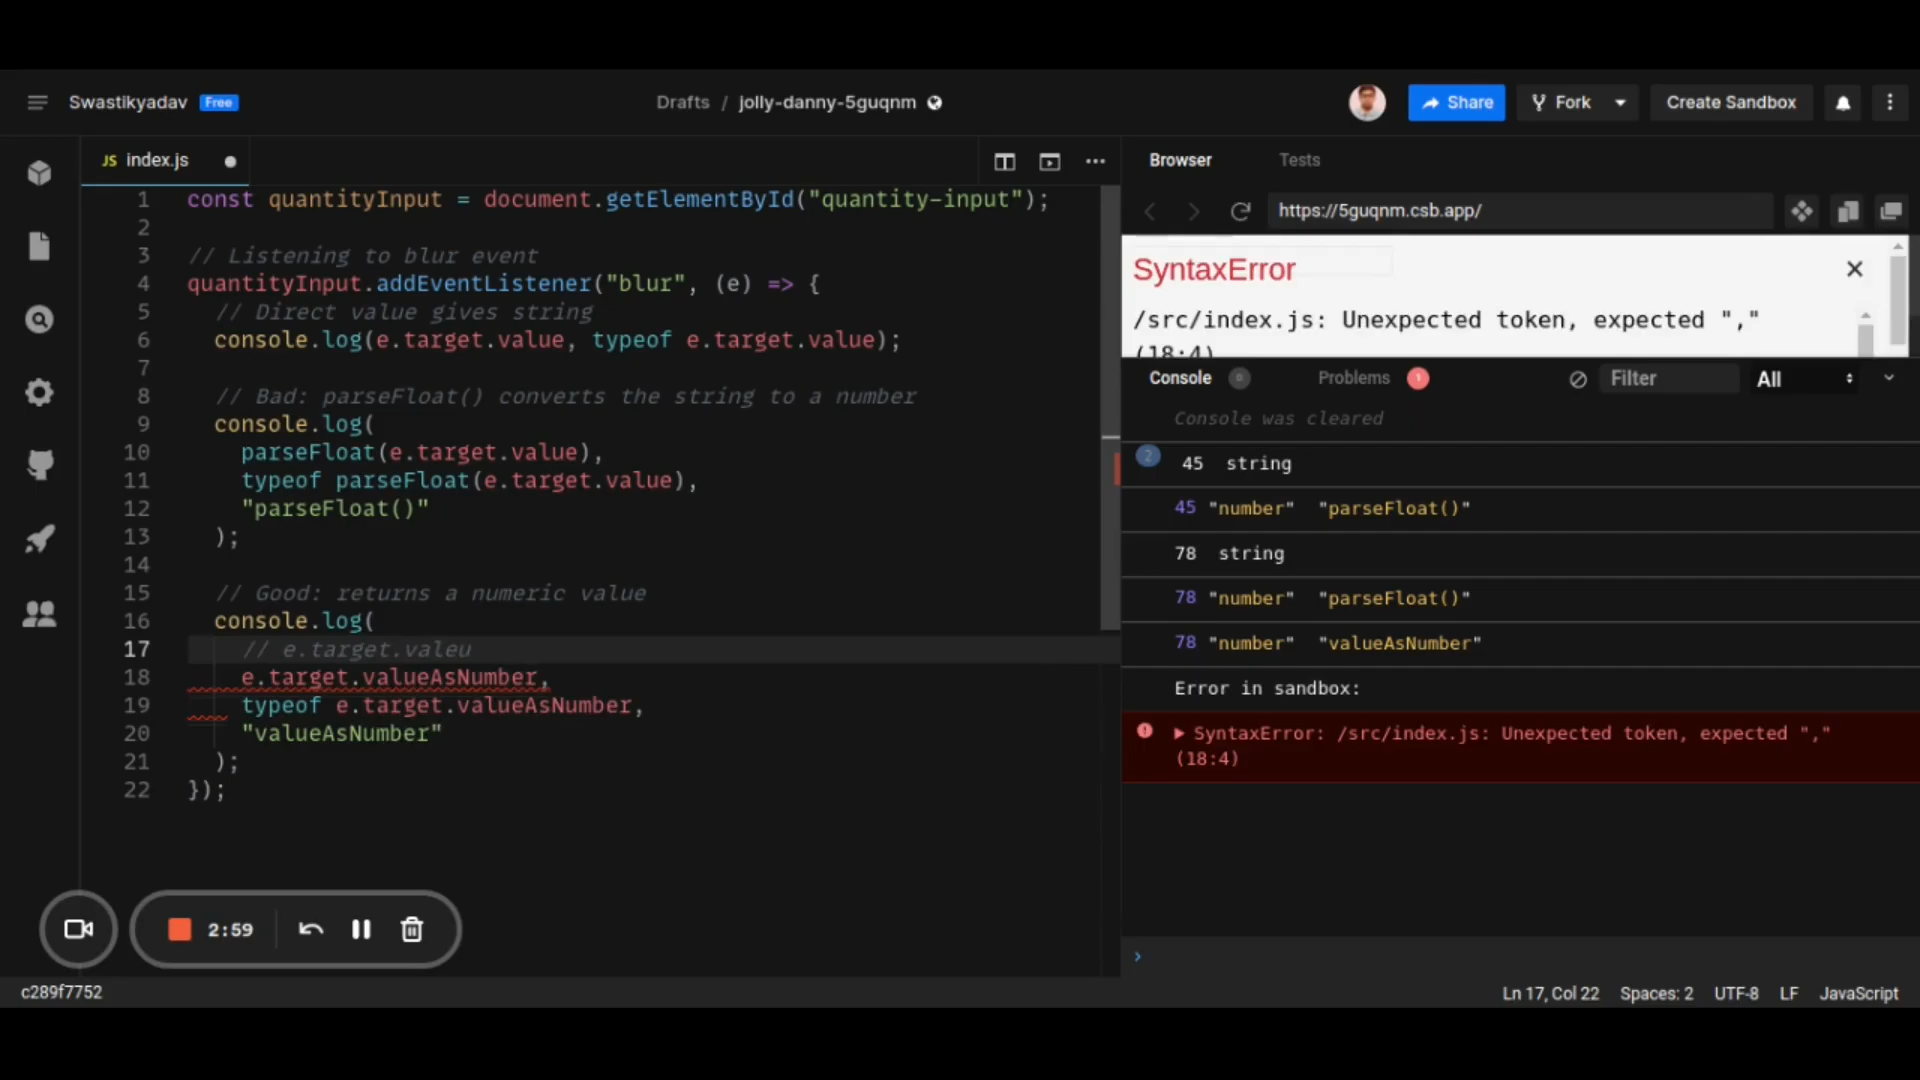 Swastikyadav Free
Drafts / jolly-danny-5guqnm
Share
Fork
Create Sandbox
JS index.js
1 const quantityInput = document.getElementById("quantity-input");
2
3 // Listening to blur event
4 quantityInput.addEventListener("blur", (e) => {
5 // Direct value gives string
6 console.log(e.target.value, typeof e.target.value);
7
8 // Bad: parseFloat() converts the string to a number
9 console.log(
10 parseFloat(e.target.value),
11 typeof parseFloat(e.target.value),
12 "parseFloat()"
13 );
14
15 // Good: returns a numeric value
16 console.log(
17 // e.target.valeu
18 e.target.valueAsNumber,
19 typeof e.target.valueAsNumber,
20 "valueAsNumber"
21 );
22 });
2:59
Browser Tests
https://5guqnm.csb.app/
SyntaxError
/src/index.js: Unexpected token, expected ","
(18:4)
Console 0 Problems 1 Filter All
Console was cleared
2 45 string
45 "number" "parseFloat()"
78 string
78 "number" "parseFloat()"
78 "number" "valueAsNumber"
Error in sandbox:
SyntaxError: /src/index.js: Unexpected token, expected ","
(18:4)
c289f7752
Ln 17, Col 22 Spaces: 2 UTF-8 LF JavaScript